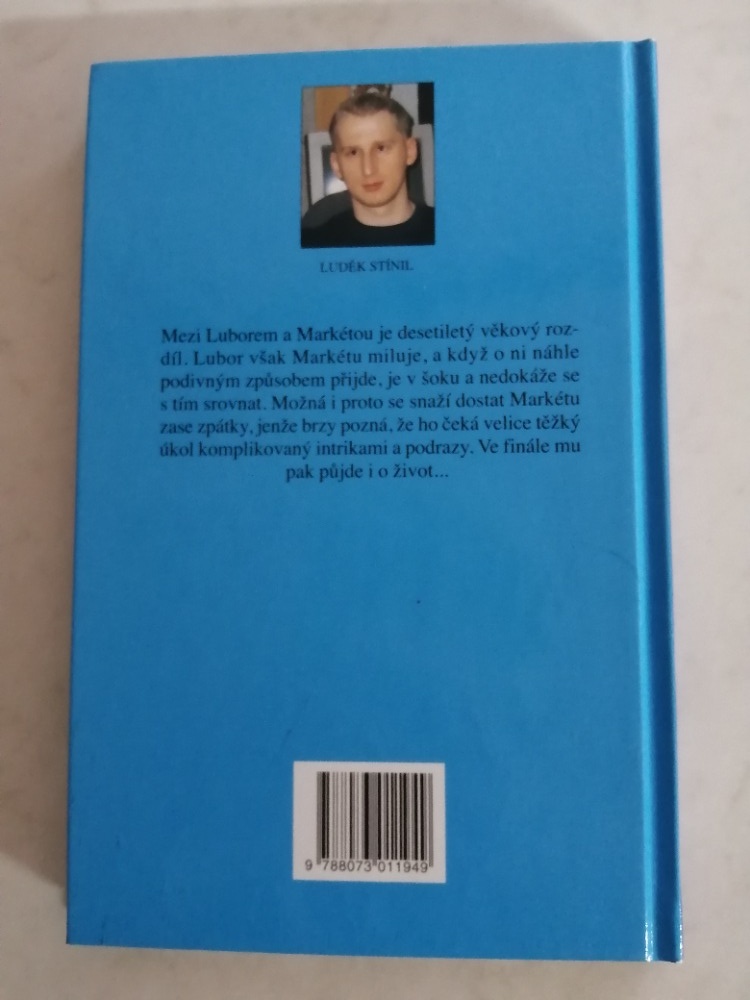 LUDĚK STÍNIL
Mezi Luborem a Markétou je desetiletý věkový roz-
díl. Lubor však Markétu miluje, a když o ni náhle
podivným způsobem přijde, je v šoku a nedokáže se
s tím srovnat. Možná i proto se snaží dostat Markétu
zase zpátky, jenže brzy pozná, že ho čeká velice těžký
úkol komplikovaný intrikami a podrazy. Ve finále mu
pak půjde i o život...
9 788073 011949